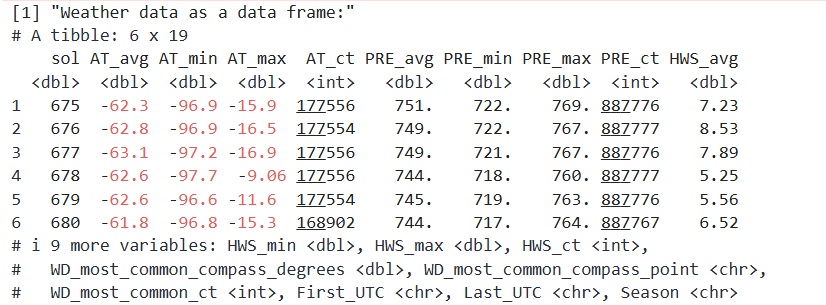 [1] "Weather data as a data frame:"
# A tibble: 6 x 19
sol AT_avg AT_min AT_max AT_ct PRE_avg PRE_min PRE_max PRE_ct HWS_avg
<dbl> <dbl> <dbl> <dbl> <int> <dbl> <dbl> <dbl> <int> <dbl>
1 675 -62.3 -96.9 -15.9 177556 751. 722. 769. 887776 7.23
2 676 -62.8 -96.9 -16.5 177554 749. 722. 767. 887777 8.53
3 677 -63.1 -97.2 -16.9 177556 749. 721. 767. 887776 7.89
4 678 -62.6 -97.7 -9.06 177556 744. 718. 760. 887777 5.25
5 679 -62.6 -96.6 -11.6 177554 745. 719. 763. 887776 5.56
6 680 -61.8 -96.8 -15.3 168902 744. 717. 764. 887767 6.52
# i 9 more variables: HWS_min <dbl>, HWS_max <dbl>, HWS_ct <int>,
# WD_most_common_compass_degrees <dbl>, WD_most_common_compass_point <chr>,
# WD_most_common_ct <int>, First_UTC <chr>, Last_UTC <chr>, Season <chr>